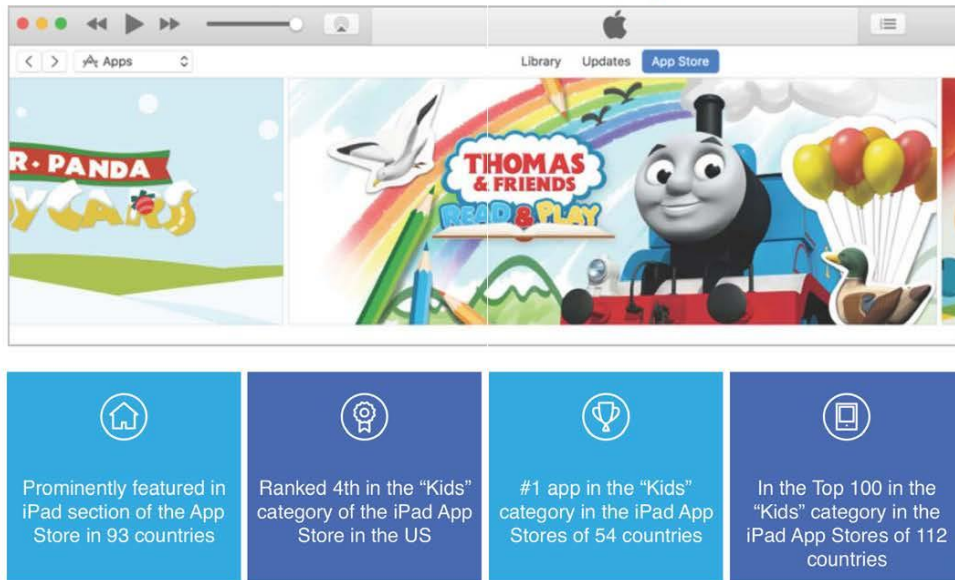 Apps
Library
Updates
App Store
R. PANDA
THOMAS
& FRIENDS
READ & PLAY
Prominently featured in
iPad section of the App
Store in 93 countries
Ranked 4th in the “Kids”
category of the iPad App
Store in the US
#1 app in the “Kids”
category in the iPad App
Stores of 54 countries
In the Top 100 in the
“Kids” category in the
iPad App Stores of 112
countries